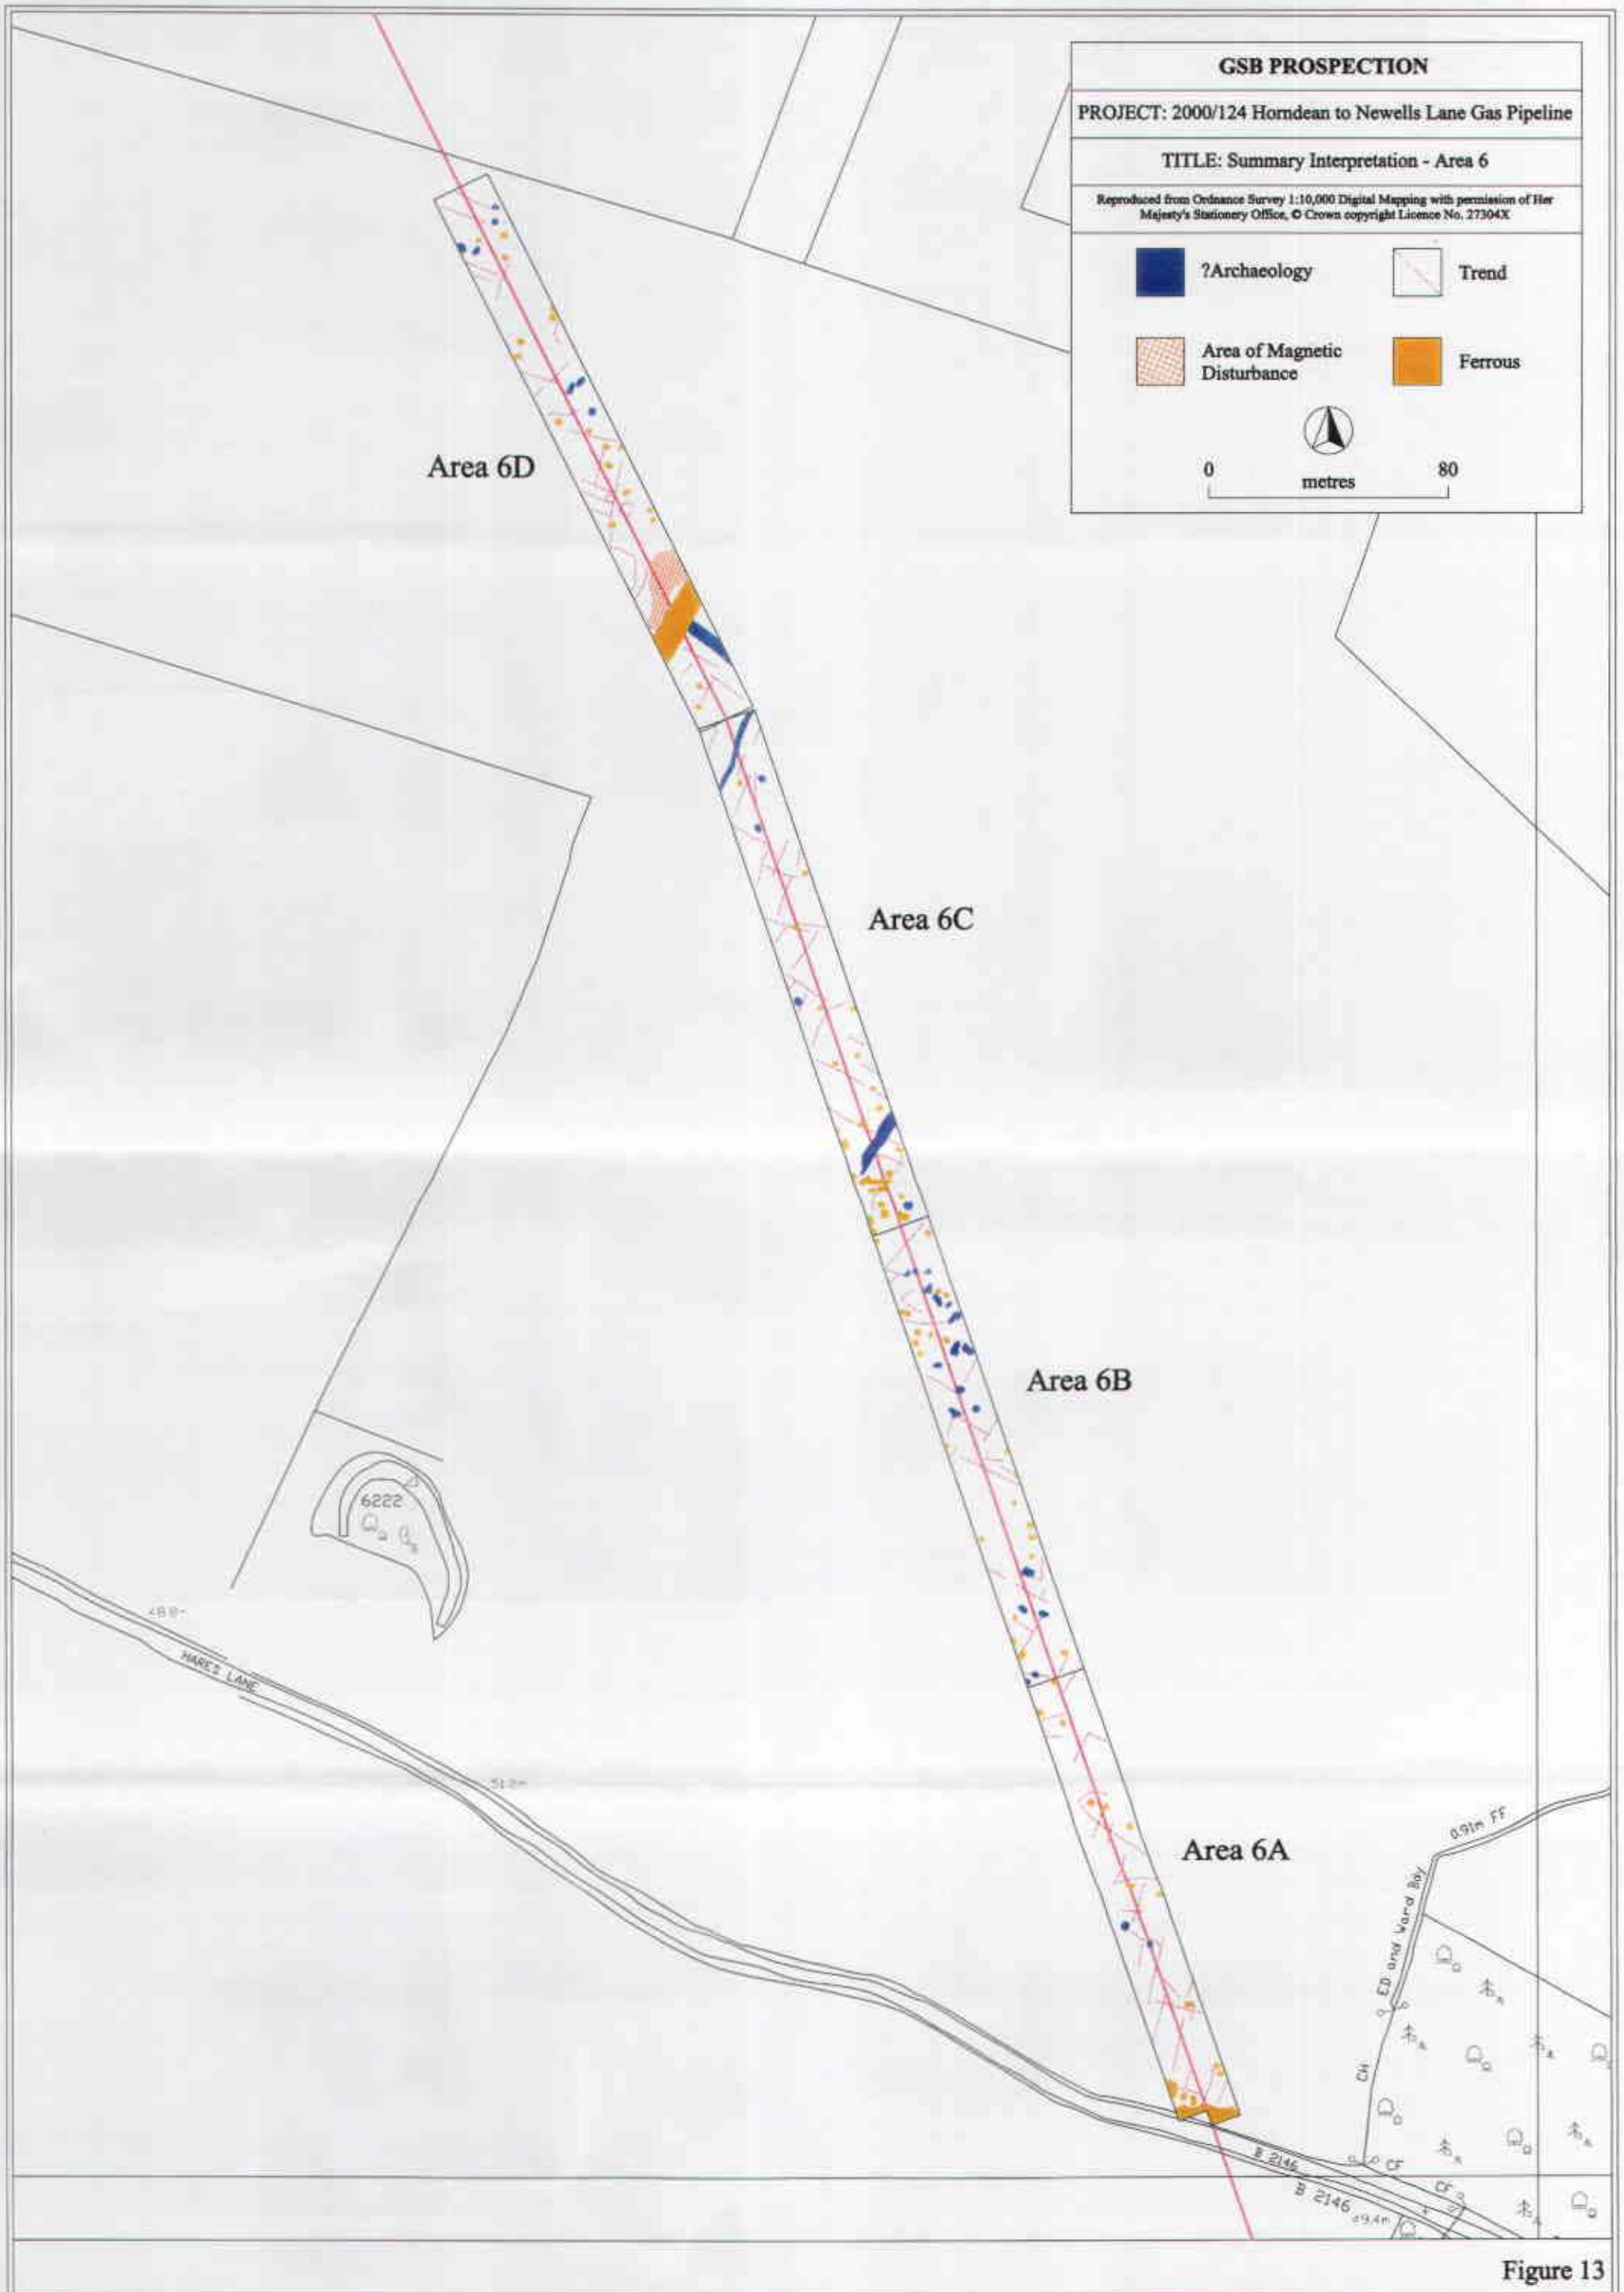 GSB PROSPECTION
PROJECT: 2000/124 Horndean to Newells Lane Gas Pipeline
TITLE: Summary Interpretation - Area 6
Reproduced from Ordnance Survey 1:10,000 Digital Mapping with permission of Her
Majesty's Stationery Office, © Crown copyright Licence No. 27304X
?Archaeology
Trend
Area of Magnetic
Disturbance
Ferrous
0
80
metres
Area 6D
Area 6C
Area 6B
6222
HARES LANE
Area 6A
0.91m FF
ED and Ward Bdy
CH
CF
B 2146
CF
B 2146
Figure 13